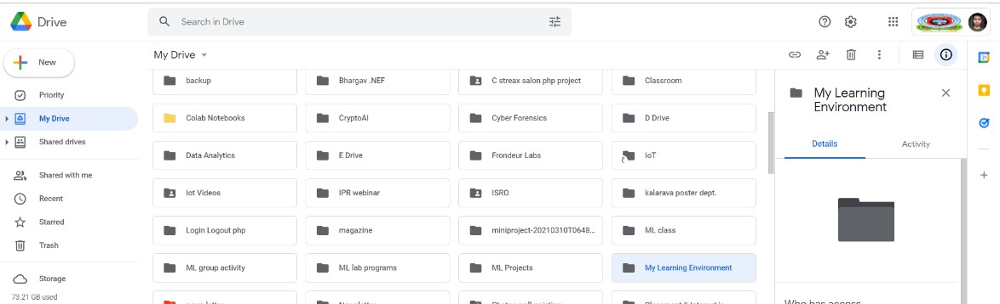 Drive
Search in Drive
New
My Drive
Priority
My Drive
Shared drives
Shared with me
Recent
Starred
Trash
Storage
73.21 GB used
backup
Bhargav .NEF
C streax salon php project
Classroom
Colab Notebooks
CryptoAI
Cyber Forensics
D Drive
Data Analytics
E Drive
Frondeur Labs
IoT
Iot Videos
IPR webinar
ISRO
kalarava poster dept.
Login Logout php
magazine
miniproject-20210310T0648...
ML class
ML group activity
ML lab programs
ML Projects
My Learning Environment
My Learning
Environment
Details
Activity
31